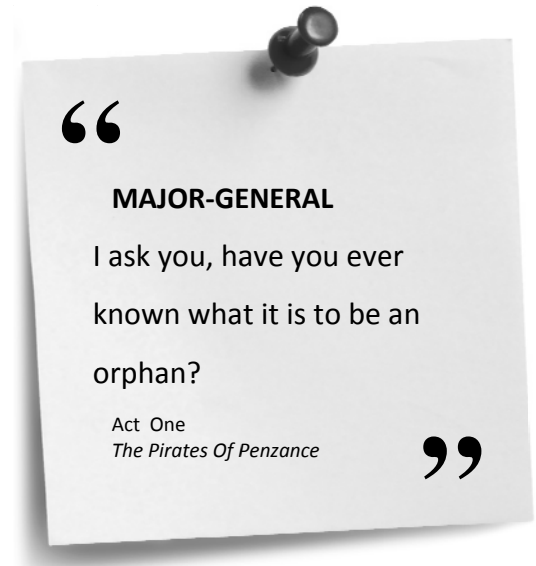 “
MAJOR-GENERAL
I ask you, have you ever
known what it is to be an
orphan?
Act One
The Pirates Of Penzance
”